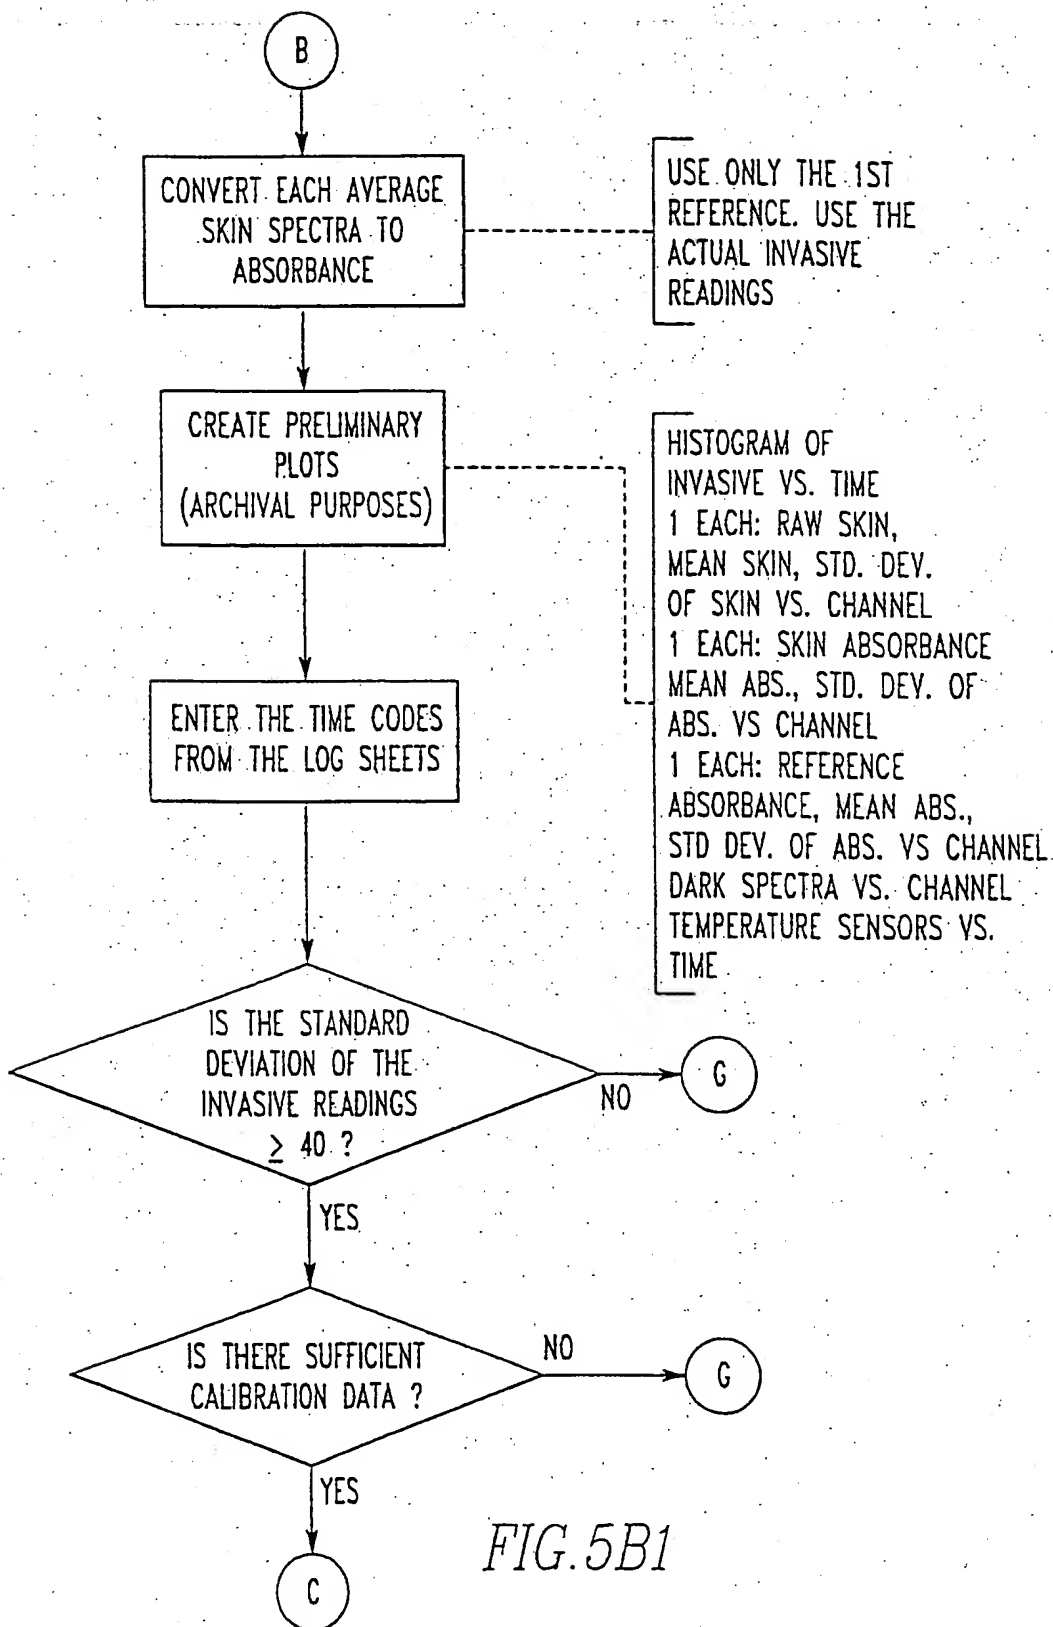 B
CONVERT EACH AVERAGE
SKIN SPECTRA TO
ABSORBANCE
USE ONLY THE 1ST
REFERENCE. USE THE
ACTUAL INVASIVE
READINGS
CREATE PRELIMINARY
PLOTS
(ARCHIVAL PURPOSES)
HISTOGRAM OF
INVASIVE VS. TIME
1 EACH: RAW SKIN,
MEAN SKIN, STD. DEV.
OF SKIN VS. CHANNEL
1 EACH: SKIN ABSORBANCE
MEAN ABS., STD. DEV. OF
ABS. VS CHANNEL
1 EACH: REFERENCE
ABSORBANCE, MEAN ABS.,
STD DEV. OF ABS. VS CHANNEL
DARK SPECTRA VS. CHANNEL
TEMPERATURE SENSORS VS.
TIME
ENTER THE TIME CODES
FROM THE LOG SHEETS
IS THE STANDARD
DEVIATION OF THE
INVASIVE READINGS
≥ 40 ?
NO
G
YES
IS THERE SUFFICIENT
CALIBRATION DATA ?
NO
G
YES
C
FIG.5B1